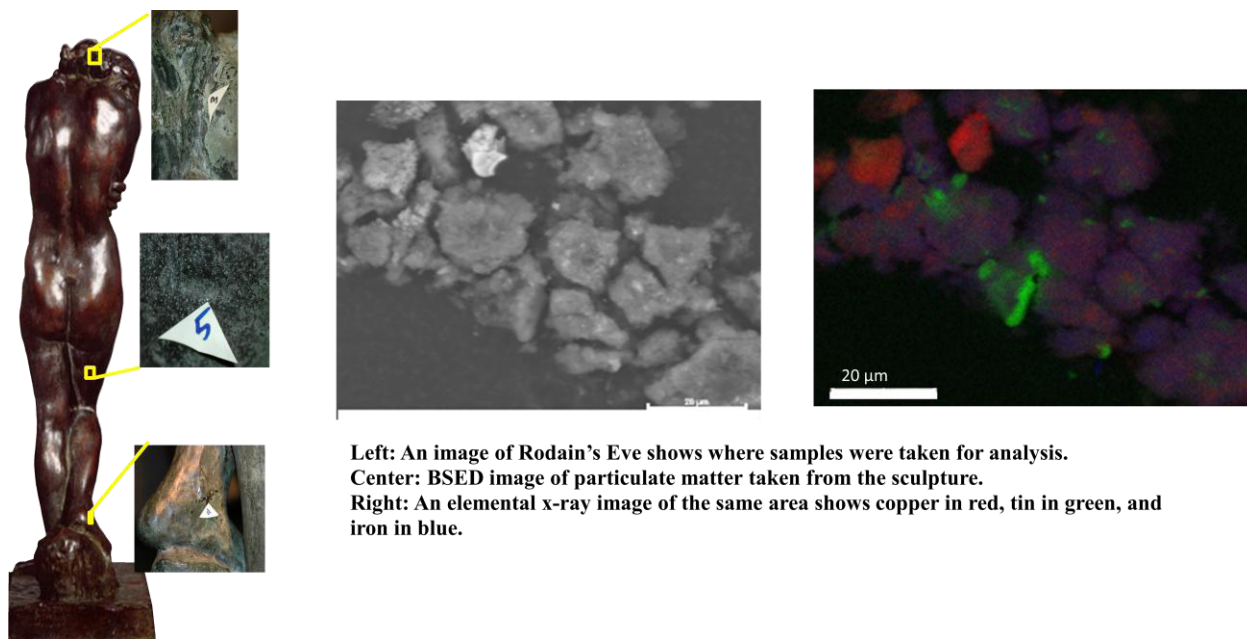 5
20 µm
Left: An image of Rodain's Eve shows where samples were taken for analysis.
Center: BSED image of particulate matter taken from the sculpture.
Right: An elemental x-ray image of the same area shows copper in red, tin in green, and
iron in blue.